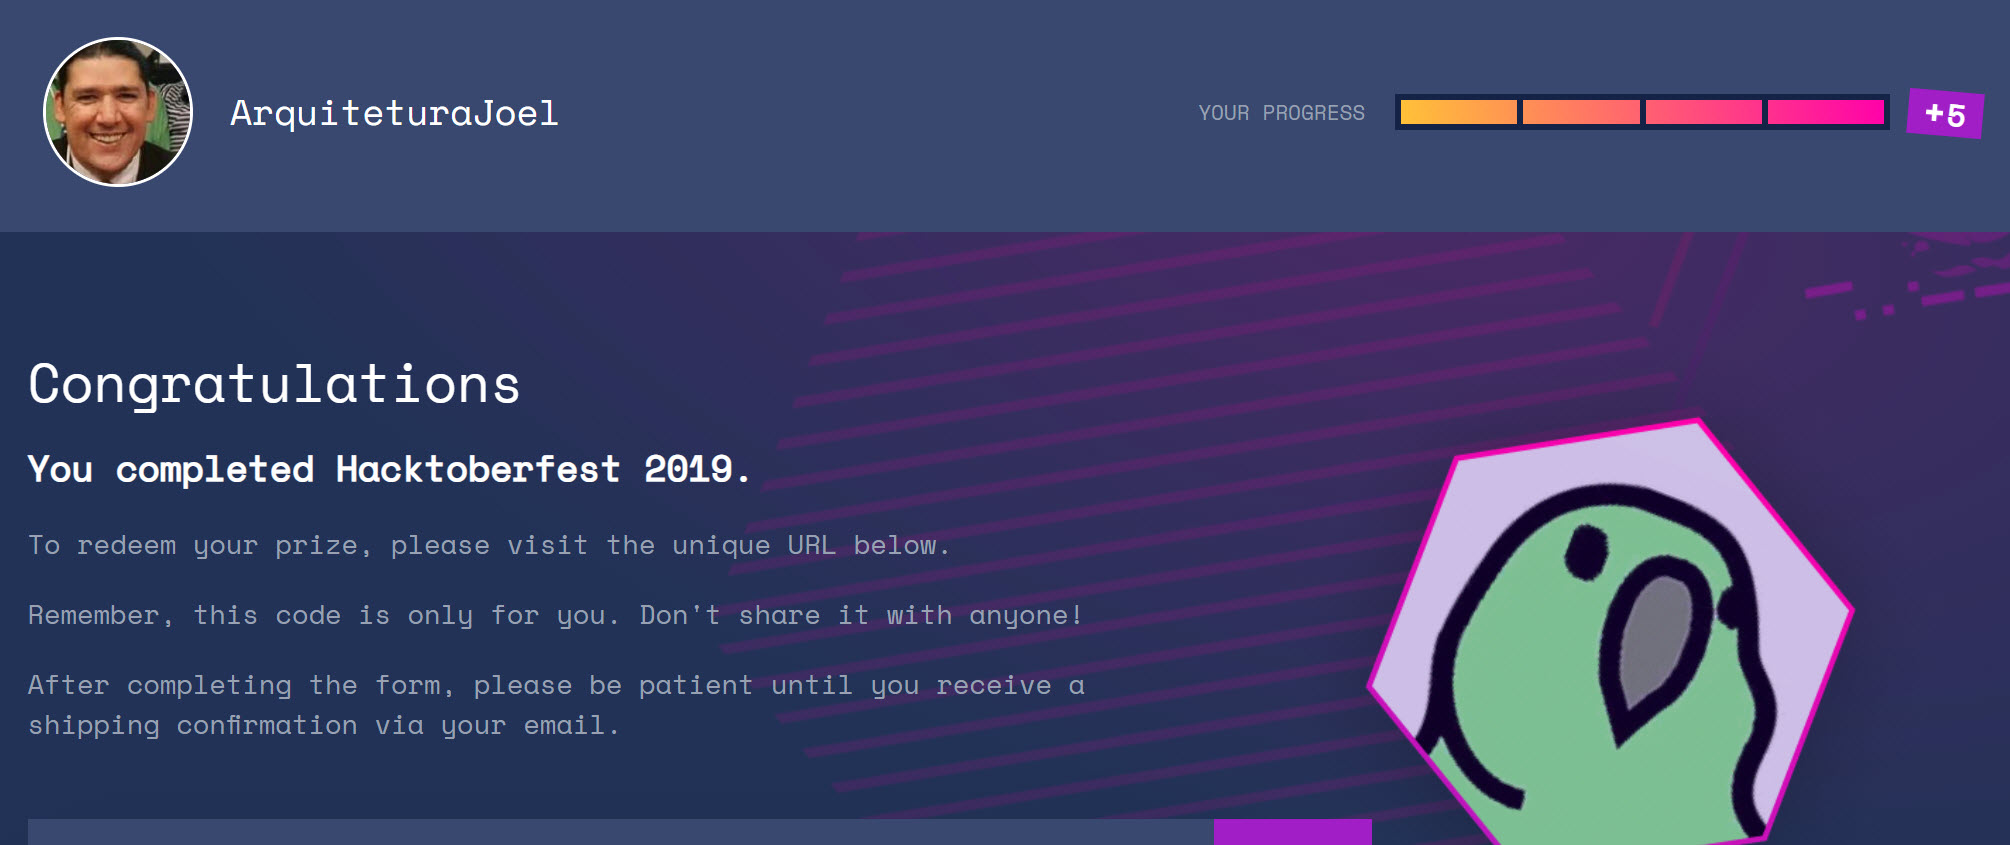 ArquiteturaJoel
YOUR PROGRESS
+5
Congratulations
You completed Hacktoberfest 2019.
To redeem your prize, please visit the unique URL below.
Remember, this code is only for you. Don't share it with anyone!
After completing the form, please be patient until you receive a
shipping confirmation via your email.